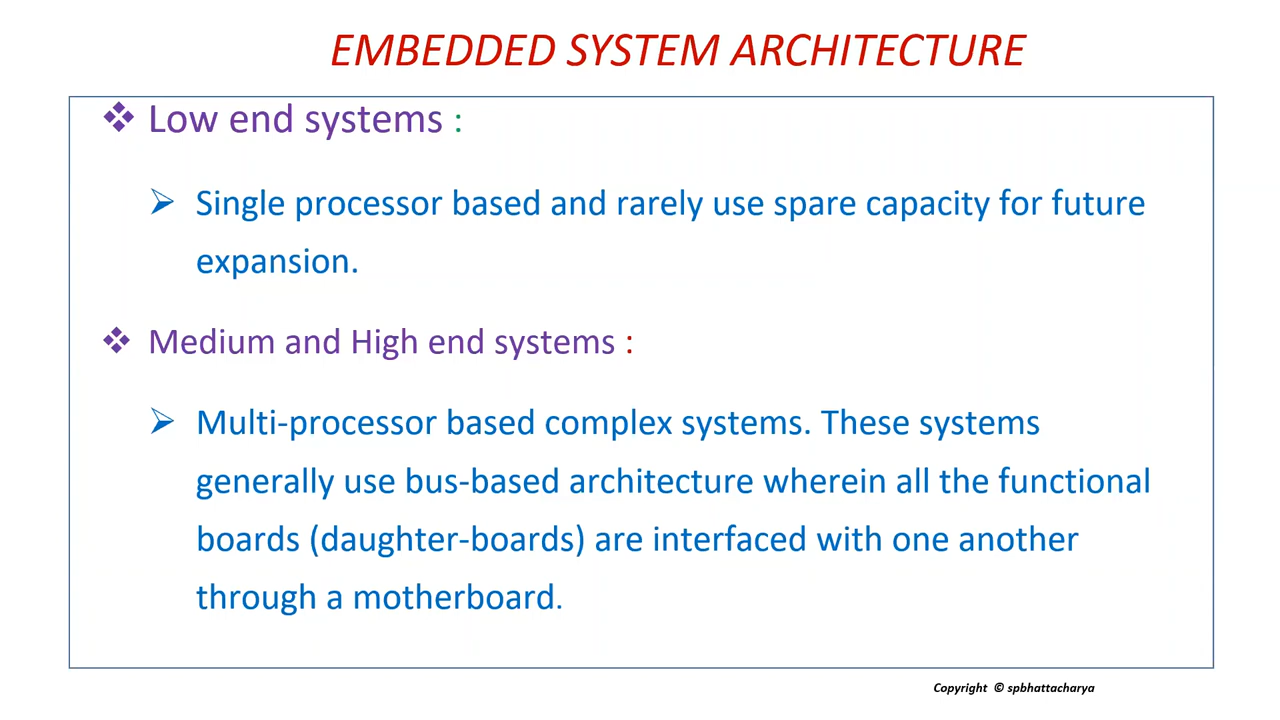 EMBEDDED SYSTEM ARCHITECTURE
❖ Low end systems :
➢ Single processor based and rarely use spare capacity for future
expansion.
❖ Medium and High end systems :
➢ Multi-processor based complex systems. These systems
generally use bus-based architecture wherein all the functional
boards (daughter-boards) are interfaced with one another
through a motherboard.
Copyright © spbhattacharya